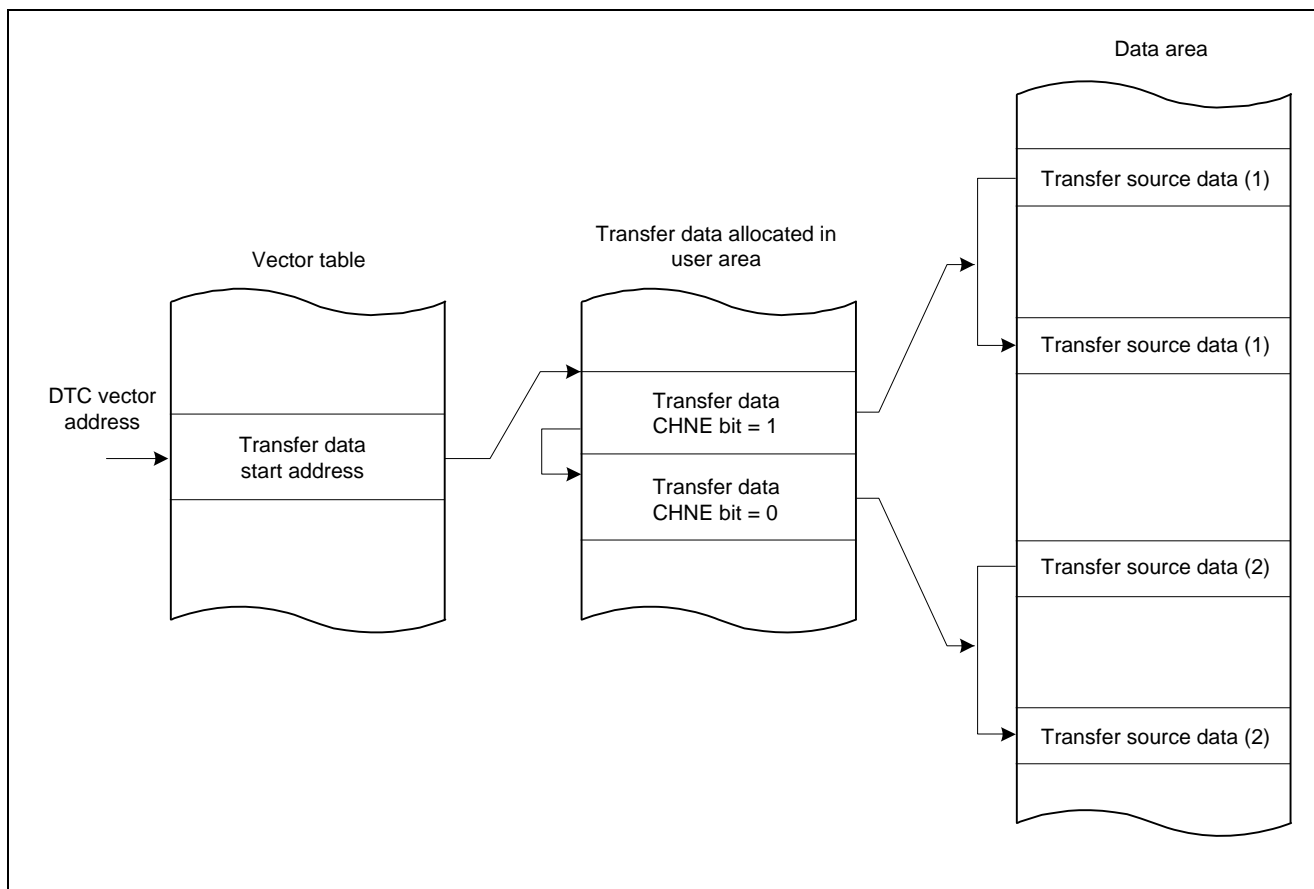 DTC vector
address
Vector table
Transfer data
start address
Transfer data allocated in
user area
Transfer data
CHNE bit = 1
Transfer data
CHNE bit = 0
Data area
Transfer source data (1)
Transfer source data (1)
Transfer source data (2)
Transfer source data (2)